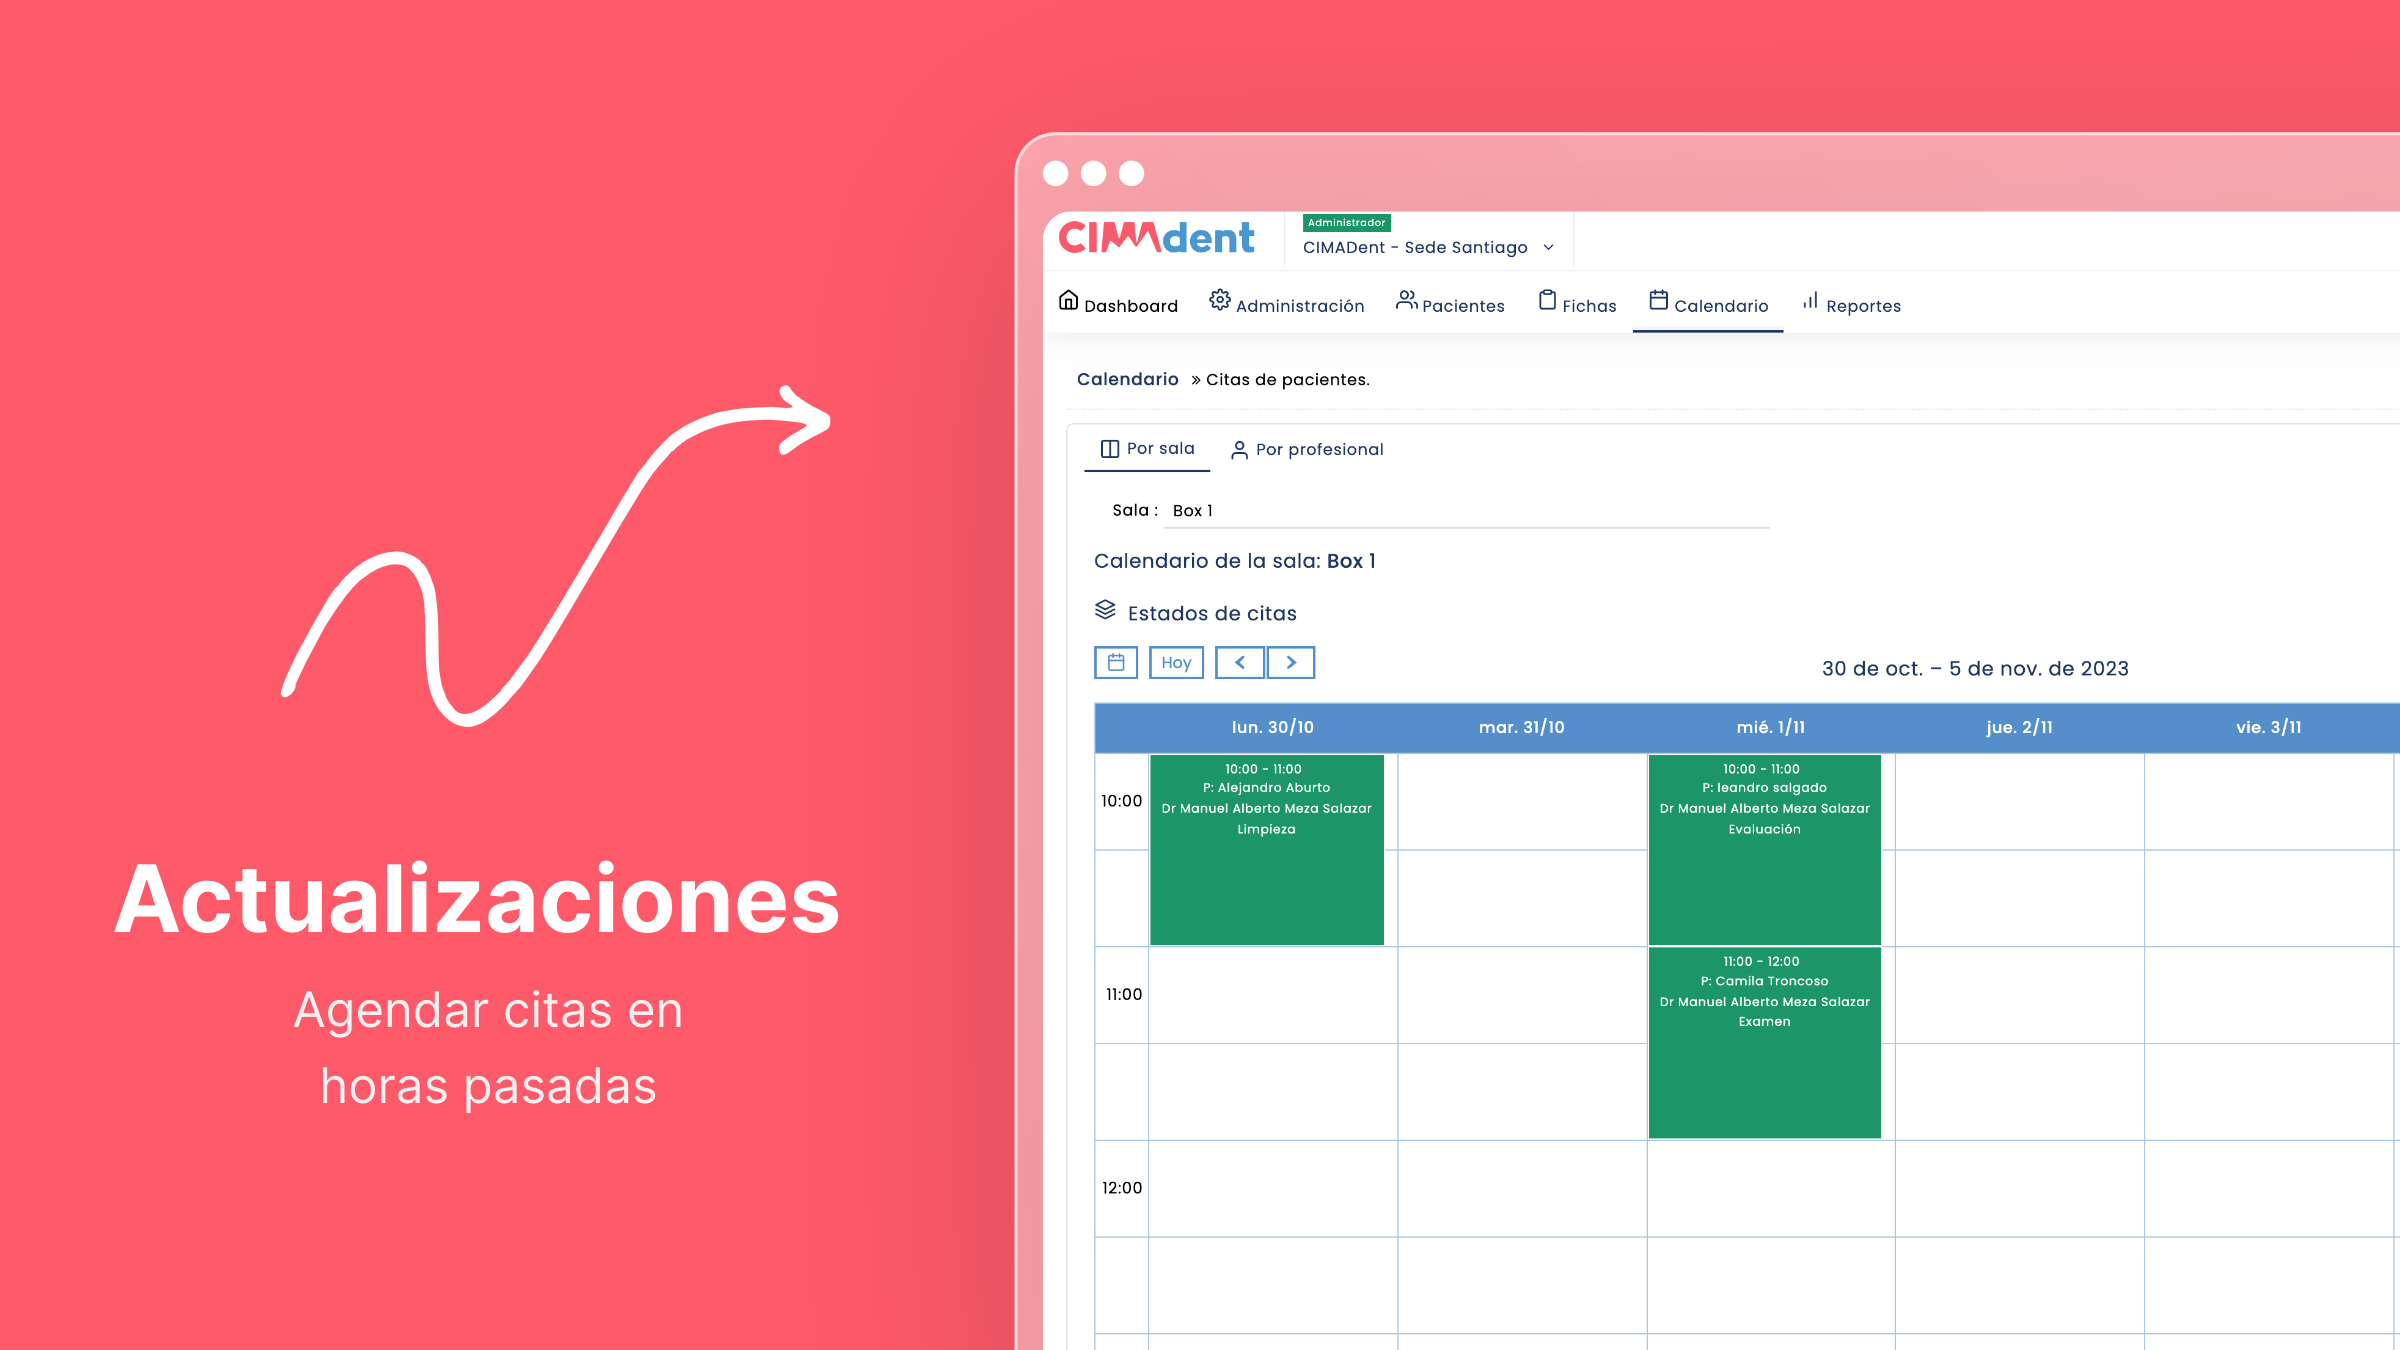 Actualizaciones
Agendar citas en
horas pasadas
CIMAdent
Administrador
CIMADent - Sede Santiago
Dashboard Administración Pacientes Fichas Calendario Reportes
Calendario » Citas de pacientes.
Por sala Por profesional
Sala : Box 1
Calendario de la sala: Box 1
Estados de citas
Hoy
30 de oct. – 5 de nov. de 2023
lun. 30/10 mar. 31/10 mié. 1/11 jue. 2/11 vie. 3/11
10:00
10:00 - 11:00
P: Alejandro Aburto
Dr Manuel Alberto Meza Salazar
Limpieza
10:00 - 11:00
P: leandro salgado
Dr Manuel Alberto Meza Salazar
Evaluación
11:00
11:00 - 12:00
P: Camila Troncoso
Dr Manuel Alberto Meza Salazar
Examen
12:00